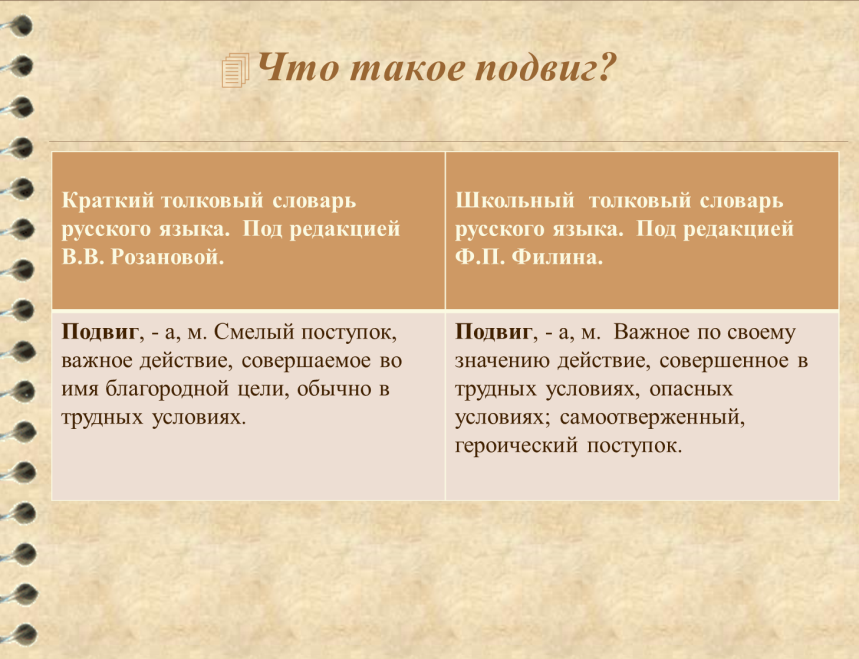 Что такое подвиг?
Краткий толковый словарь
русского языка. Под редакцией
В.В. Розановой.
Школьный толковый словарь
русского языка. Под редакцией
Ф.П. Филина.
Подвиг, - а, м. Смелый поступок,
важное действие, совершаемое во
имя благородной цели, обычно в
трудных условиях.
Подвиг, - а, м. Важное по своему
значению действие, совершенное в
трудных условиях, опасных
условиях; самоотверженный,
героический поступок.